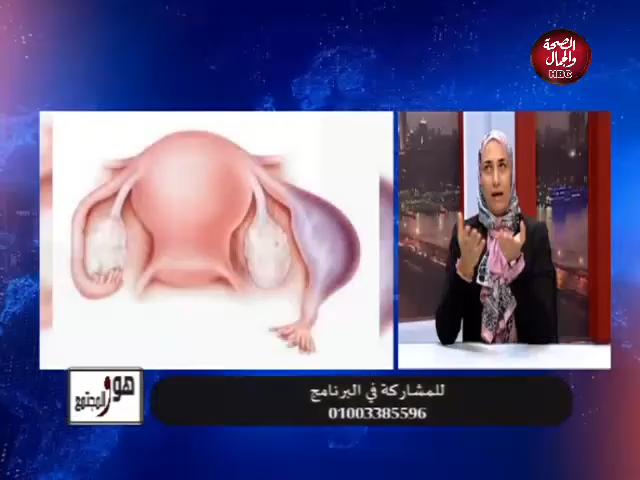 الصحة
والجمال
HBC
هو والمجتمع
للمشاركة في البرنامج
01003385596